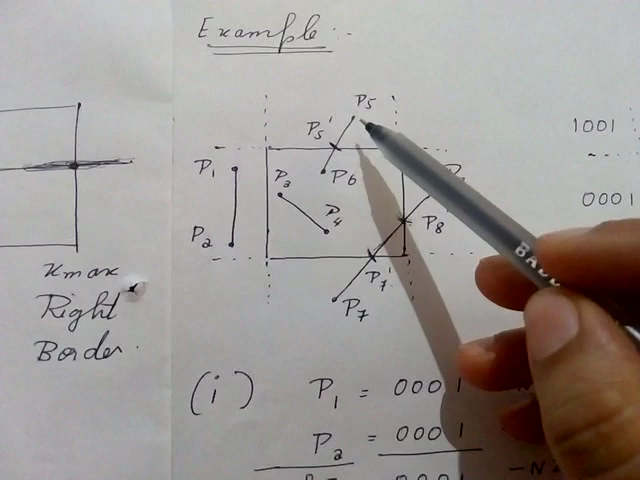 Example :-
P5
P5'
1001
P1
P3
P6
P4
0001
P2
P8
P7'
P7
xmax
Right
Border.
(i) P1 = 0001
P2 = 0001
0001